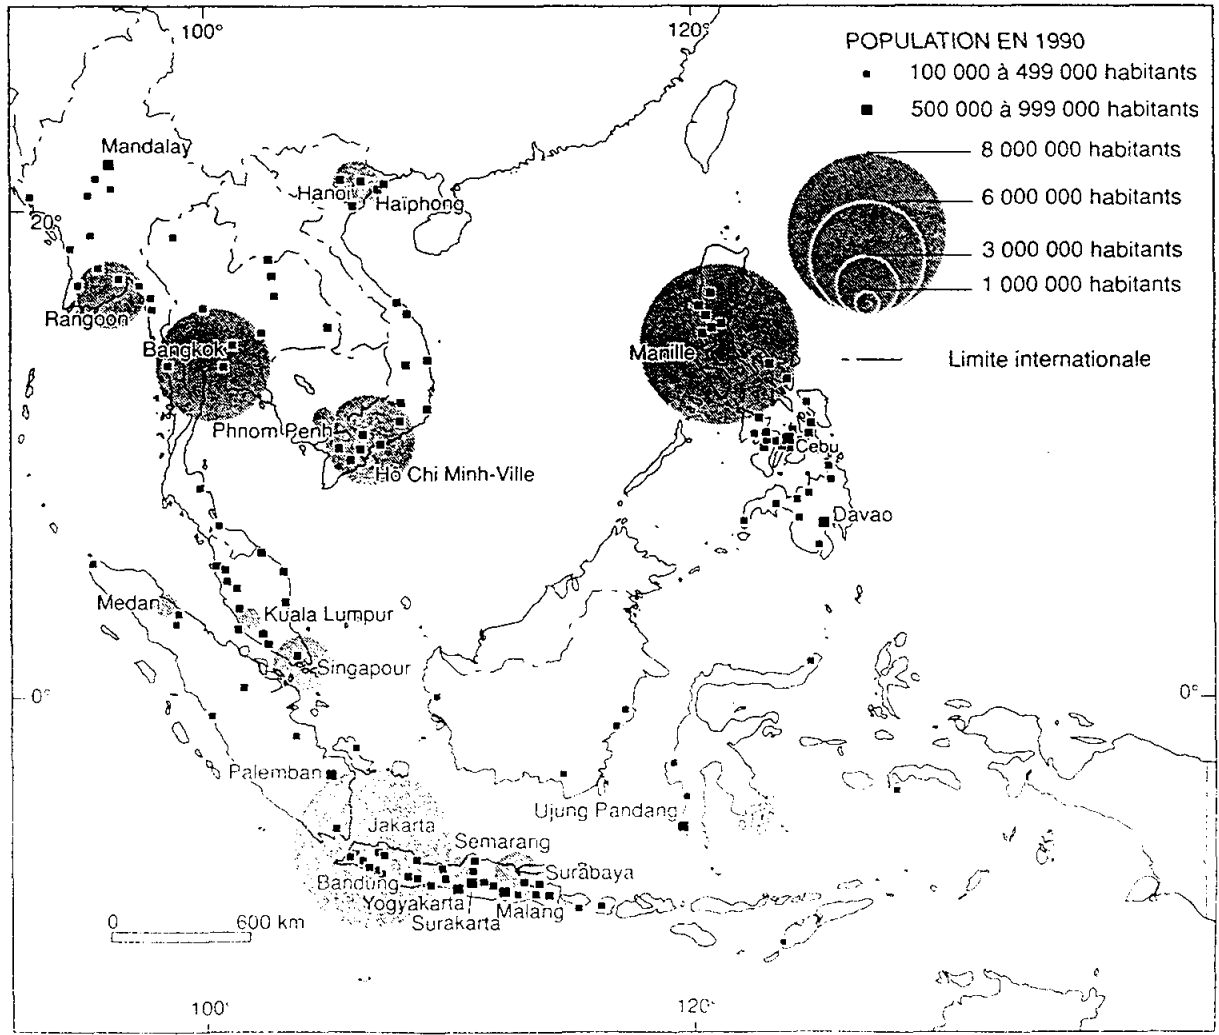 100°
120°
POPULATION EN 1990
100 000 à 499 000 habitants
500 000 à 999 000 habitants
8 000 000 habitants
6 000 000 habitants
3 000 000 habitants
1 000 000 habitants
Limite internationale
Mandalay
Hanoi
Haïphong
20°
Rangoon
Bangkok
Manille
Phnom Penh
Hô Chi Minh-Ville
Cebu
Davao
Medan
Kuala Lumpur
Singapour
0°
0°
Palemban
Ujung Pandang
Jakarta
Semarang
Surabaya
Bandung
Yogyakarta
Surakarta
Malang
0
600 km
100°
120°